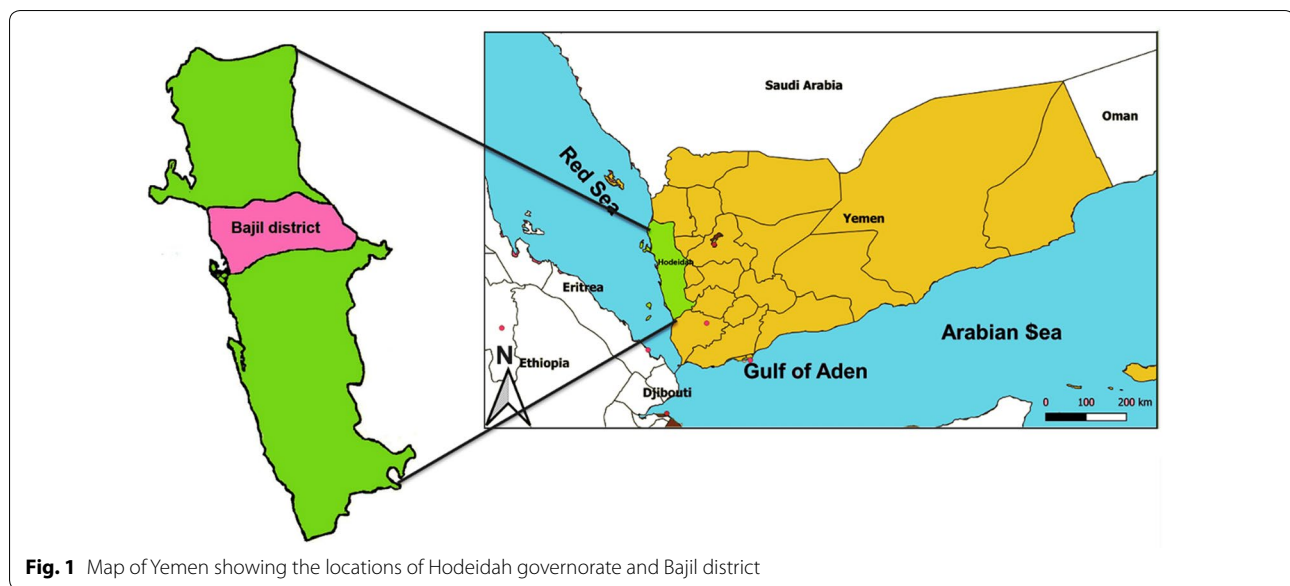 Saudi Arabia
Oman
Red Sea
Bajil district
Yemen
Hodeidah
Eritrea
Arabian Sea
N
Ethiopia
Gulf of Aden
Djibouti
0 100 200 km
Fig. 1 Map of Yemen showing the locations of Hodeidah governorate and Bajil district